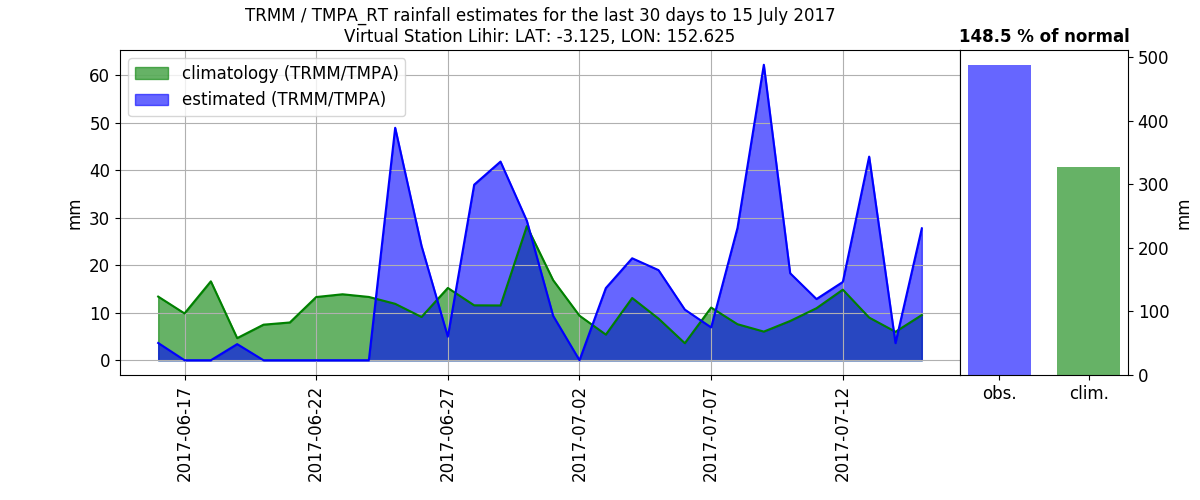 TRMM / TMPA_RT rainfall estimates for the last 30 days to 15 July 2017
Virtual Station Lihir: LAT: -3.125, LON: 152.625
148.5 % of normal
climatology (TRMM/TMPA)
estimated (TRMM/TMPA)
60
50
40
30
20
10
0
mm
2017-06-17
2017-06-22
2017-06-27
2017-07-02
2017-07-07
2017-07-12
500
400
300
200
100
0
mm
obs.
clim.